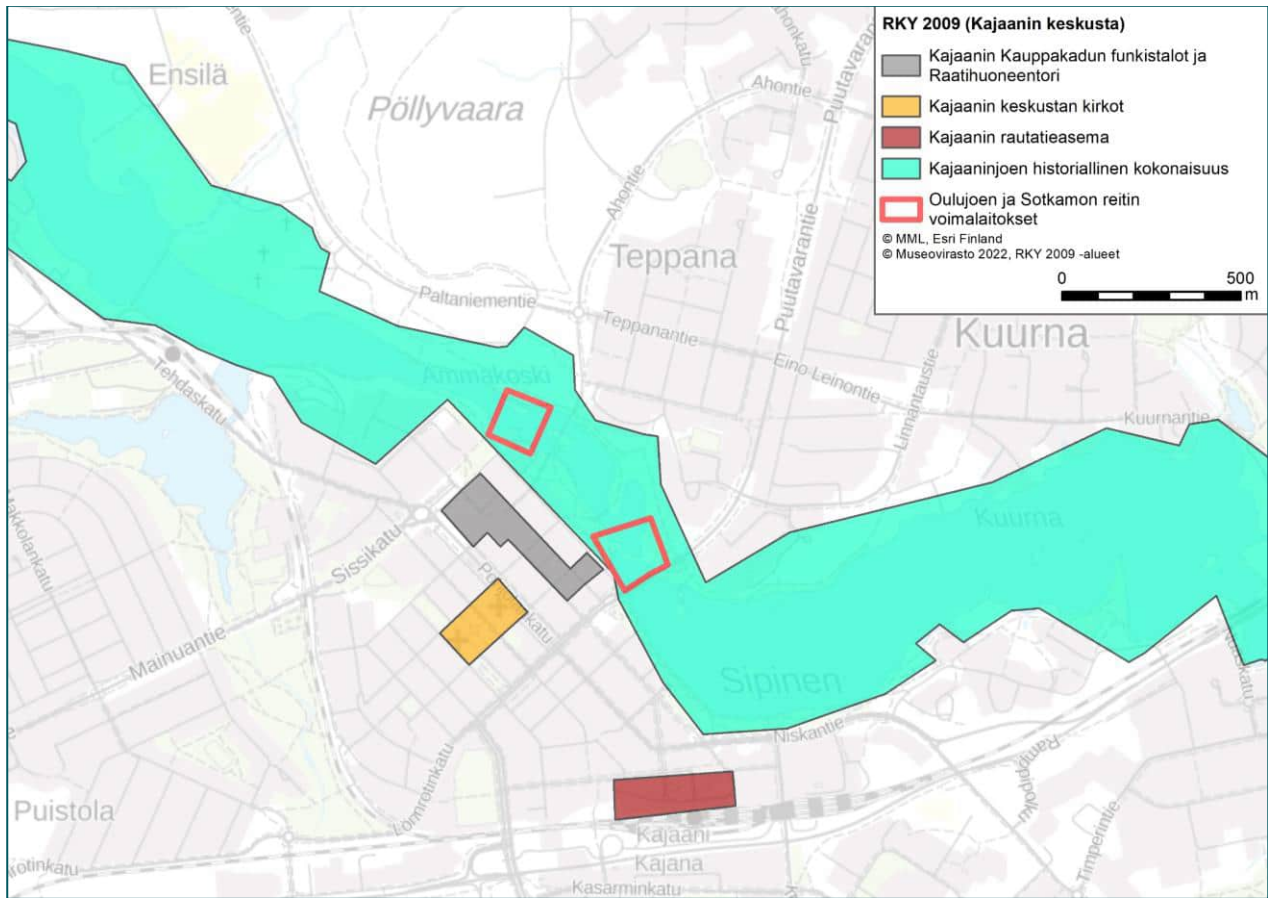 RKY 2009 (Kajaanin keskusta)
Kajaanin Kauppakadun funkistalot ja
Raatihuoneentori
Kajaanin keskustan kirkot
Kajaanin rautatieasema
Kajaaninjoen historiallinen kokonaisuus
Oulujoen ja Sotkamon reitin
voimalaitokset
© MML, Esri Finland
© Museovirasto 2022, RKY 2009 -alueet
0 500
m
Ensilä
Pöllyvaara
Ahontie
Puutavarantie
Ahontie
Teppana
Puutavarantie
Paltaniementie
Teppanantie
Kuurna
Eino Leinontie
Linnantaustie
Kuurnantie
Ämmäkoski
Tehdaskatu
Kuurna
Sissikatu
Mainuantie
Sipinen
Niskantie
Lönnrotinkatu
Puistola
Kajaani
Kajana
Kasarminkatu
Timperintie